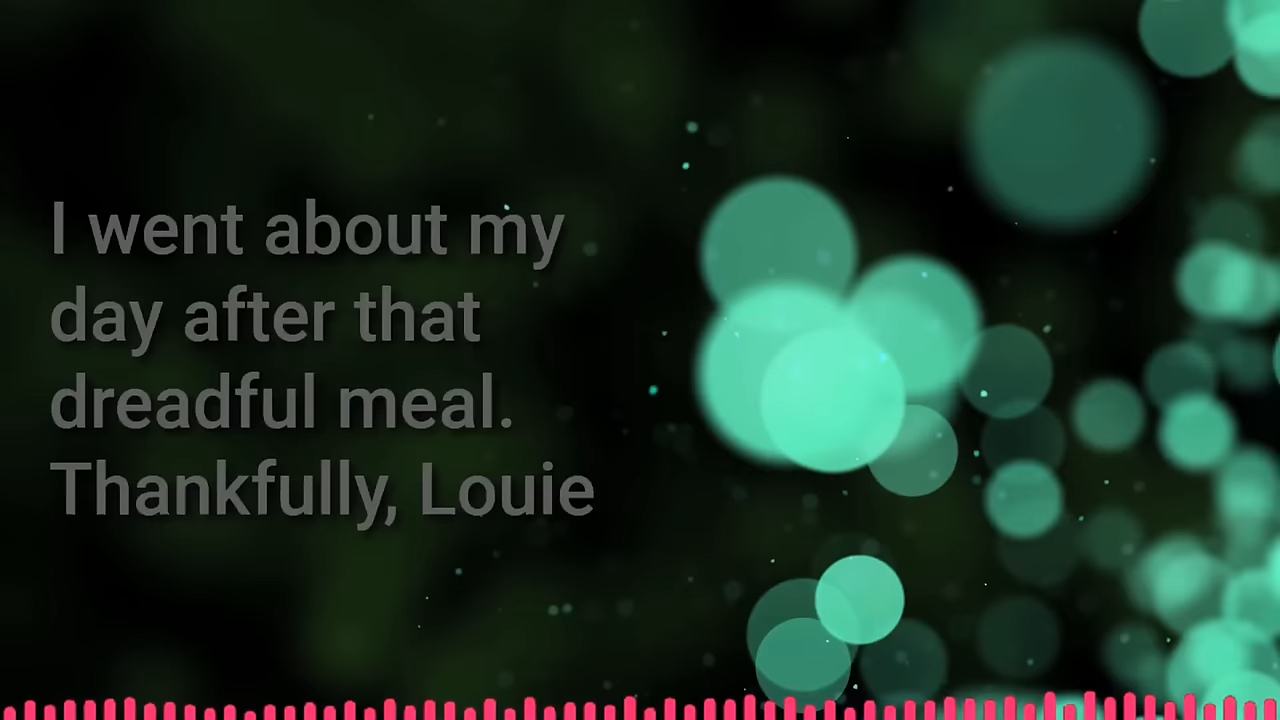 I went about my
day after that
dreadful meal.
Thankfully, Louie